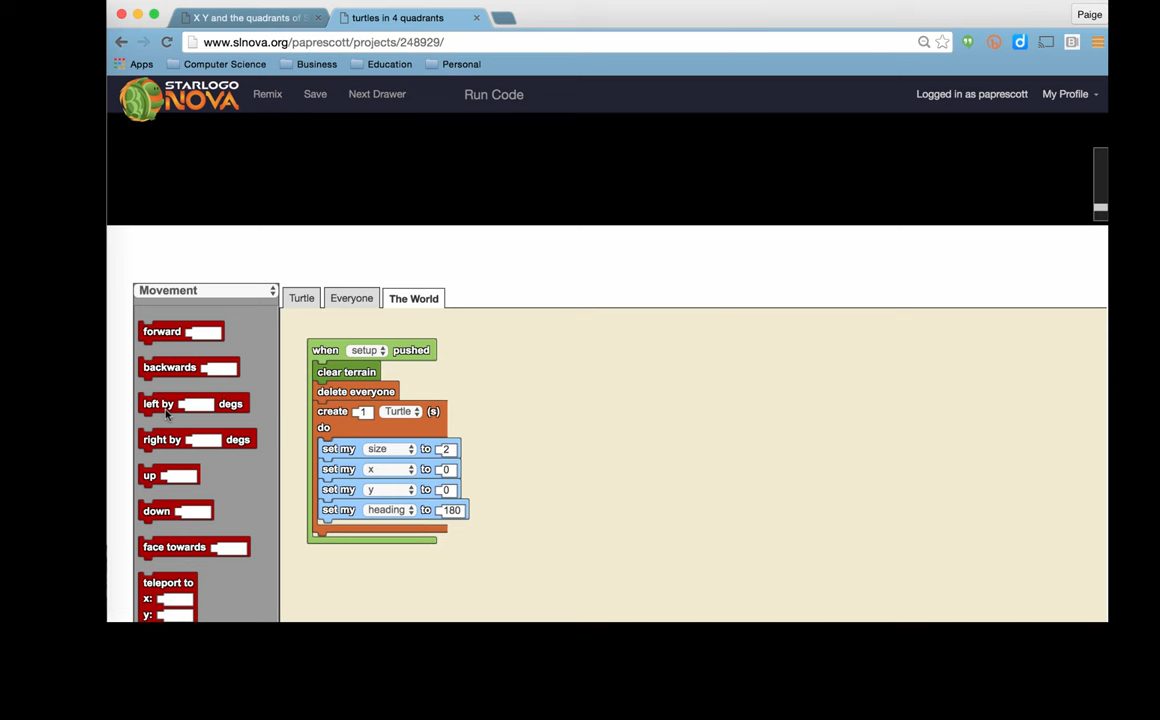 X Y and the quadrants of
turtles in 4 quadrants
Paige
www.slnova.org/paprescott/projects/248929/
Apps
Computer Science
Business
Education
Personal
STARLOGO
NOVA
Remix
Save
Next Drawer
Run Code
Logged in as paprescott
My Profile
Movement
Turtle
Everyone
The World
forward
backwards
left by degs
right by degs
up
down
face towards
teleport to
x:
y:
when setup pushed
clear terrain
delete everyone
create 1 Turtle (s)
do
set my size to 2
set my x to 0
set my y to 0
set my heading to 180